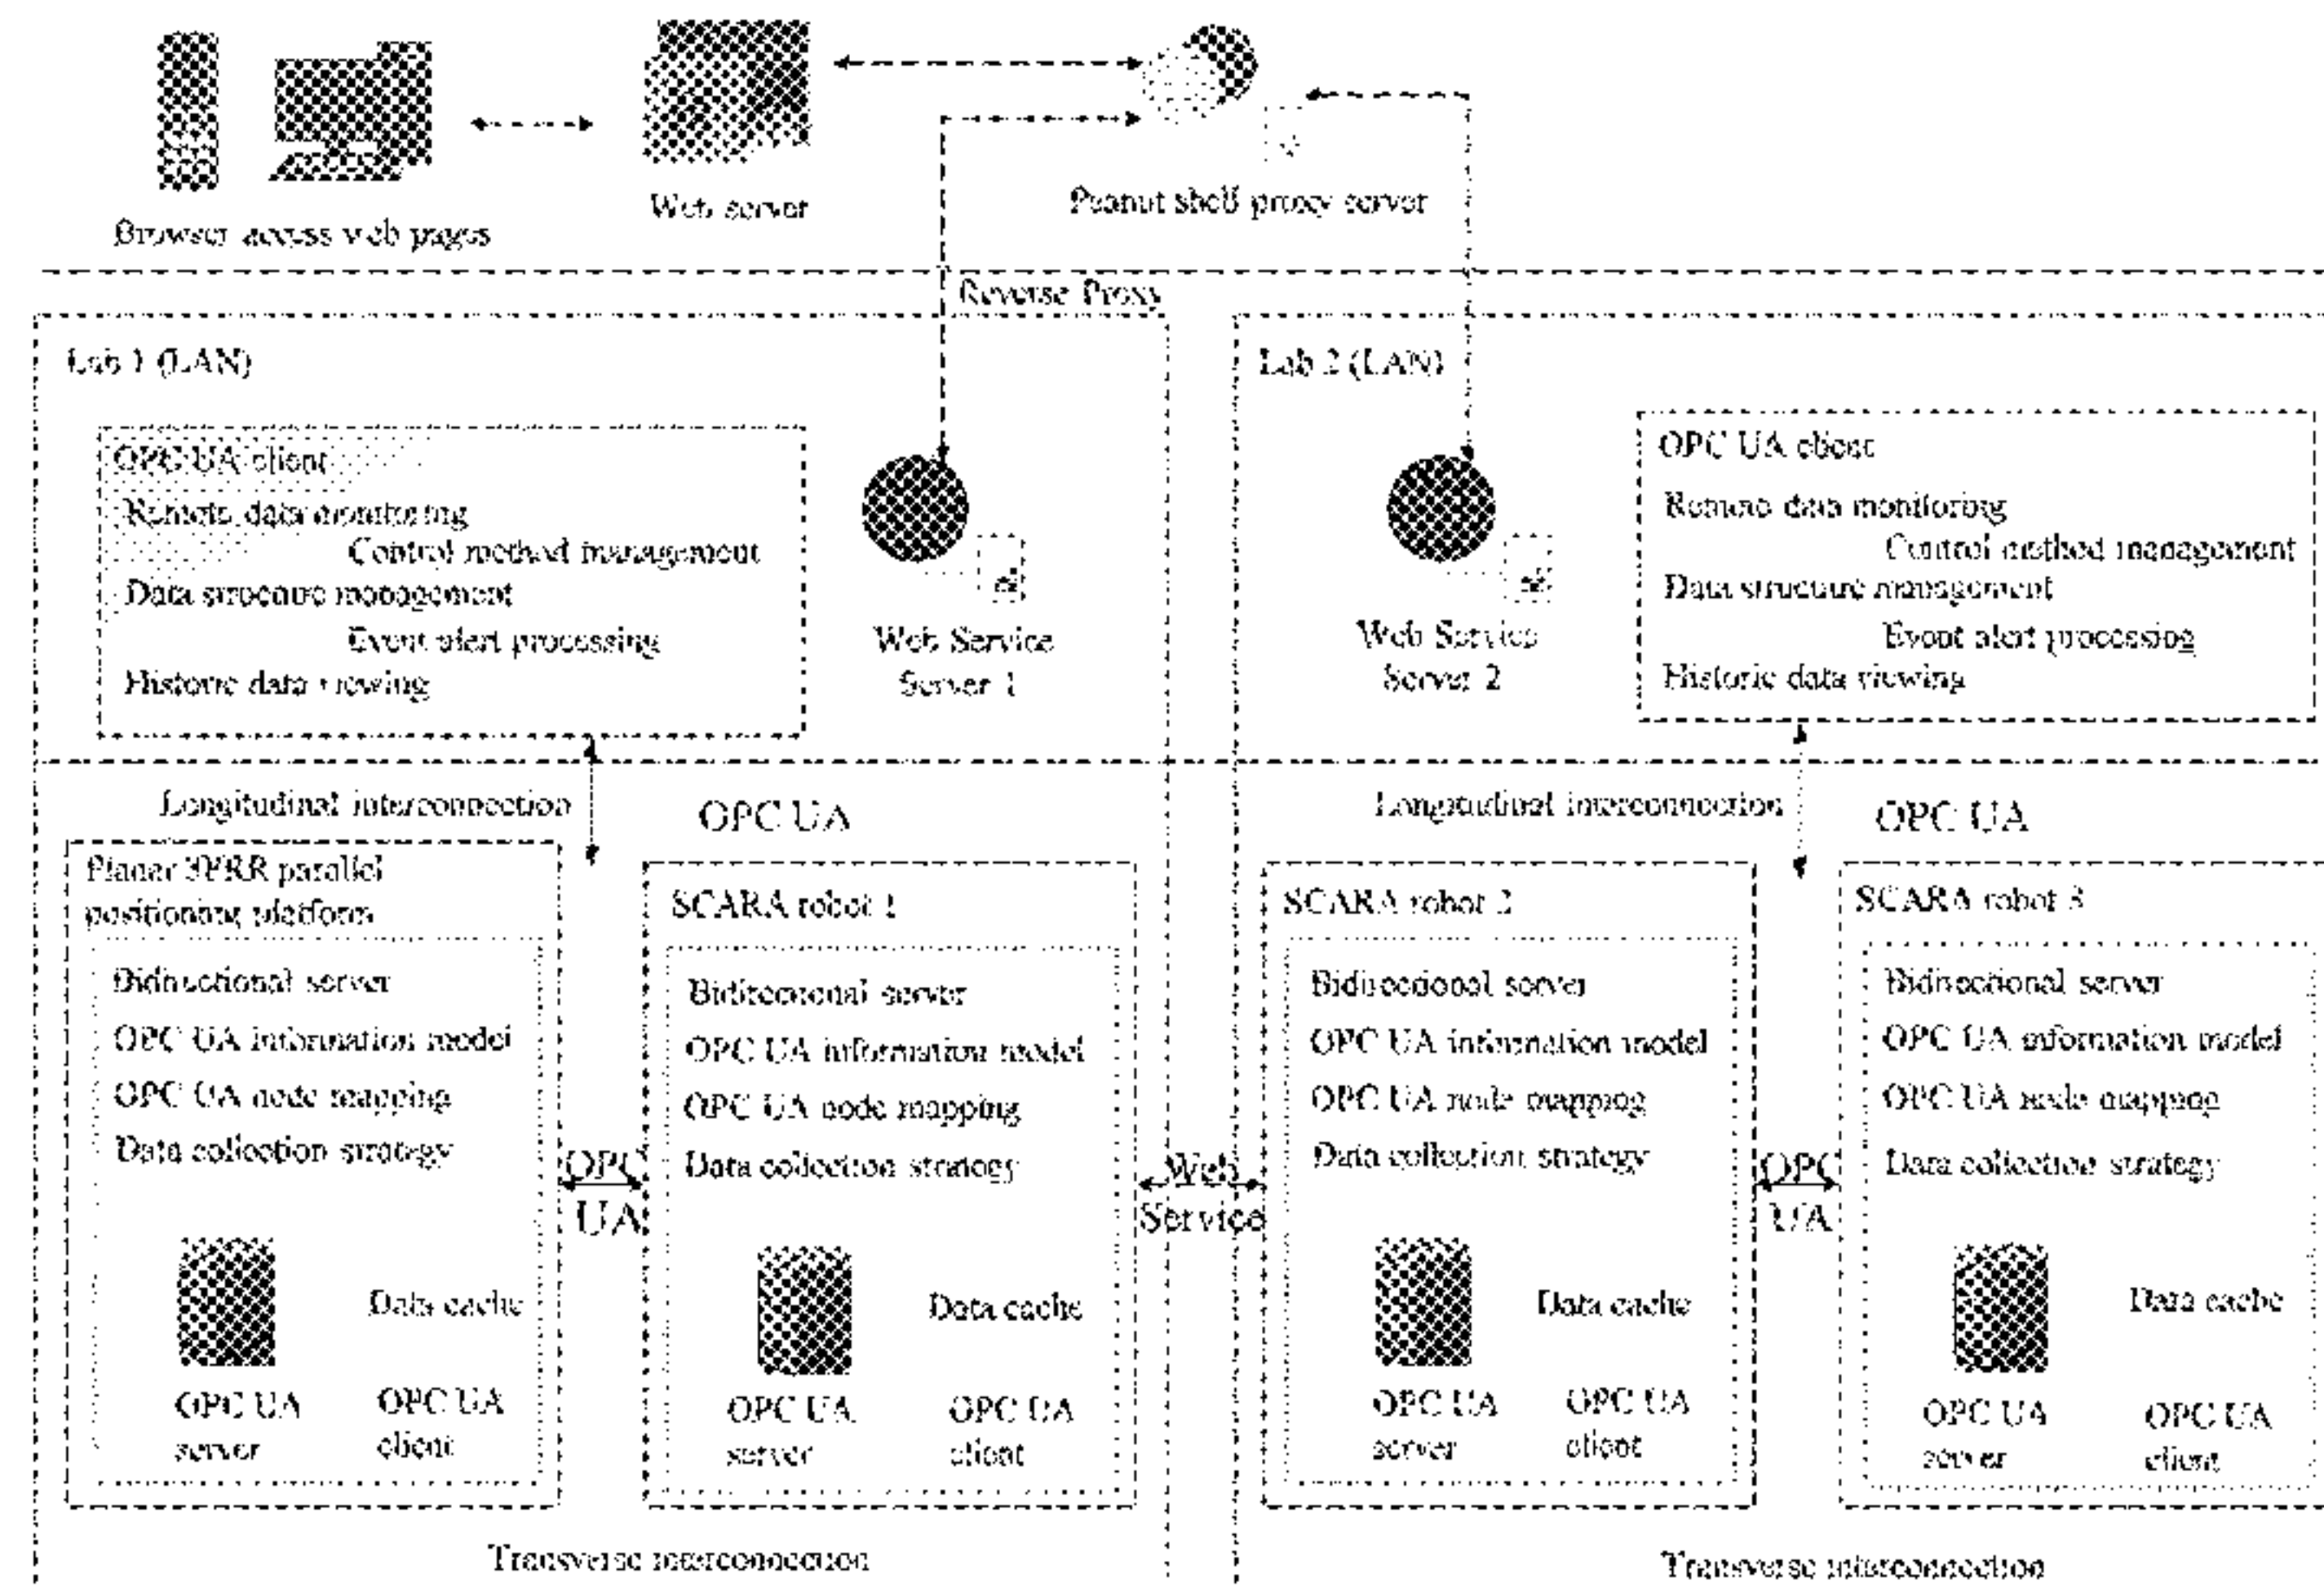 Browser access web pages
Web server
Peanut shell proxy server
Reverse Proxy
Lab 1 (LAN)
OPC UA client
Remote data monitoring
Control method management
Data structure management
Event alert processing
Historic data viewing
Web Service
Server 1
Lab 2 (LAN)
Web Service
Server 2
OPC UA client
Remote data monitoring
Control method management
Data structure management
Event alert processing
Historic data viewing
Longitudinal interconnection
OPC UA
Longitudinal interconnection
OPC UA
Planar 3PRR parallel
positioning platform
Bidirectional server
OPC UA information model
OPC UA node mapping
Data collection strategy
Data cache
OPC UA
server
OPC UA
client
OPC
UA
SCARA robot 1
Bidirectional server
OPC UA information model
OPC UA node mapping
Data collection strategy
Data cache
OPC UA
server
OPC UA
client
Web
Service
SCARA robot 2
Bidirectional server
OPC UA information model
OPC UA node mapping
Data collection strategy
Data cache
OPC UA
server
OPC UA
client
OPC
UA
SCARA robot 3
Bidirectional server
OPC UA information model
OPC UA node mapping
Data collection strategy
Data cache
OPC UA
server
OPC UA
client
Transverse interconnection
Transverse interconnection